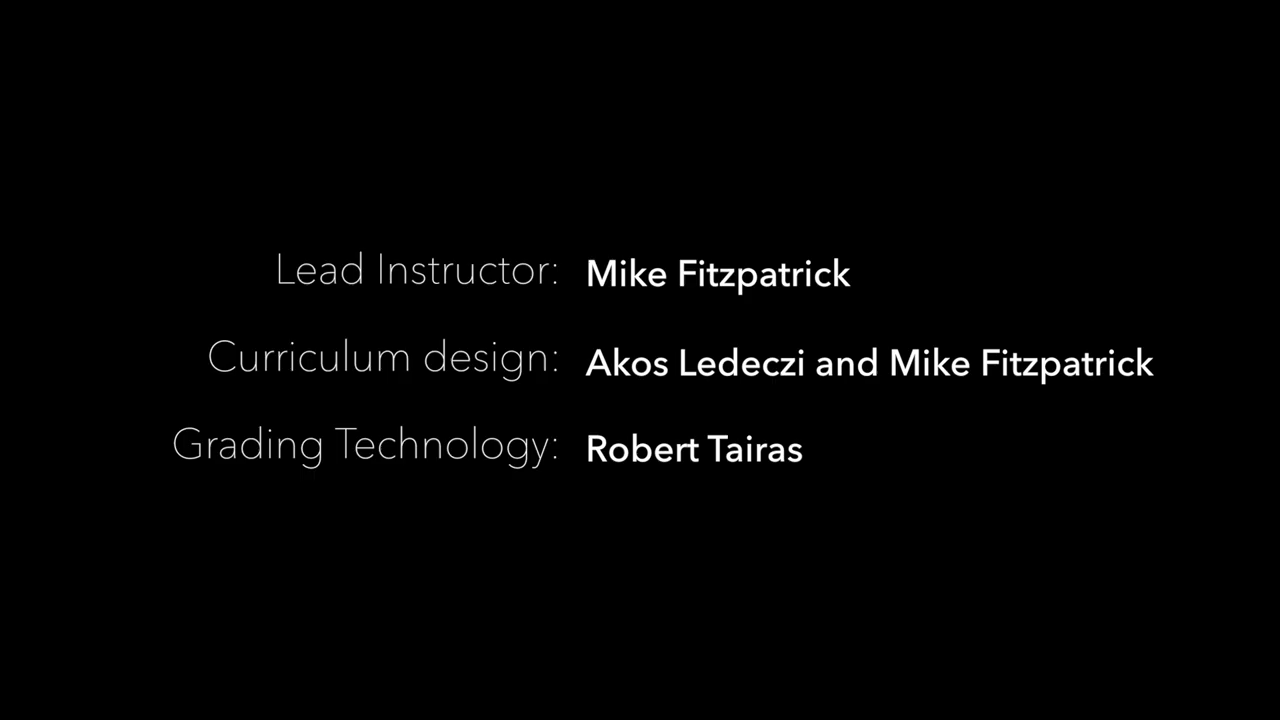 Lead Instructor: Mike Fitzpatrick
Curriculum design: Akos Ledeczi and Mike Fitzpatrick
Grading Technology: Robert Tairas